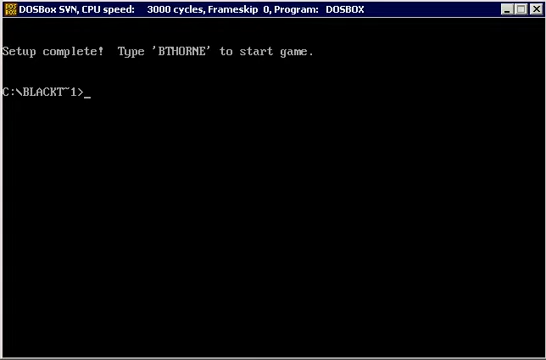 DOSBox SVN, CPU speed: 3000 cycles, Frameskip 0, Program: DOSBOX
Setup complete! Type 'BTHORNE' to start game.
C:\BLACKT~1>_